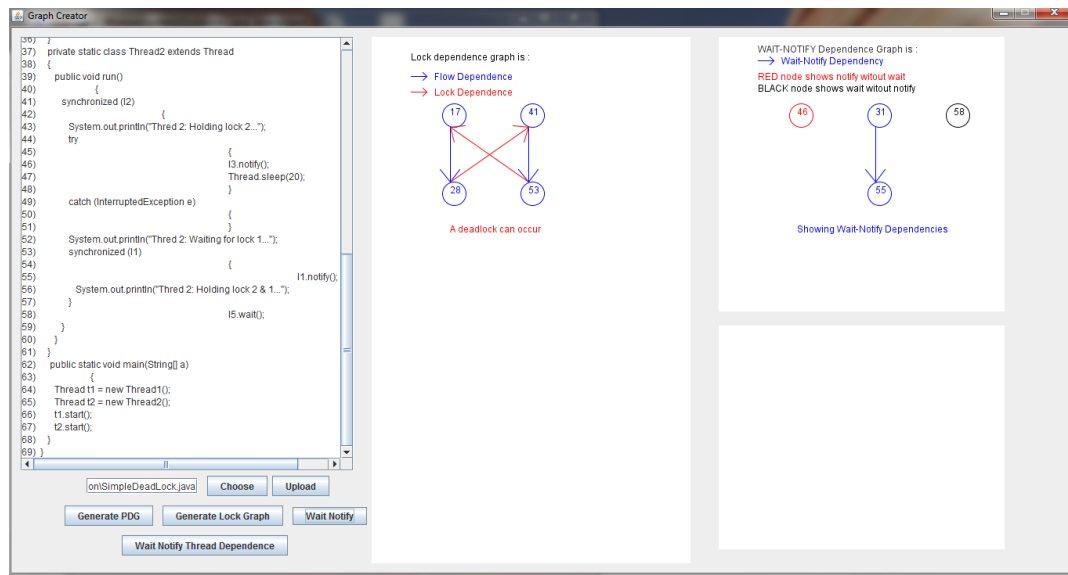 Graph Creator
36) }
37) private static class Thread2 extends Thread
38) {
39) public void run()
40) {
41) synchronized (l2)
42) {
43) System.out.println("Thred 2: Holding lock 2...");
44) try
45) {
46) l3.notify();
47) Thread.sleep(20);
48) }
49) catch (InterruptedException e)
50) {
51) }
52) System.out.println("Thred 2: Waiting for lock 1...");
53) synchronized (l1)
54) {
55) l1.notify();
56) System.out.println("Thred 2: Holding lock 2 & 1...");
57) }
58) l5.wait();
59) }
60) }
61) }
62) public static void main(String[] a)
63) {
64) Thread t1 = new Thread1();
65) Thread t2 = new Thread2();
66) t1.start();
67) t2.start();
68) }
69) }
on\SimpleDeadLock.java
Choose
Upload
Generate PDG
Generate Lock Graph
Wait Notify
Wait Notify Thread Dependence
Lock dependence graph is :
Flow Dependence
Lock Dependence
17
41
28
53
A deadlock can occur
WAIT-NOTIFY Dependence Graph is :
Wait-Notify Dependency
RED node shows notify witout wait
BLACK node shows wait witout notify
46
31
58
55
Showing Wait-Notify Dependencies